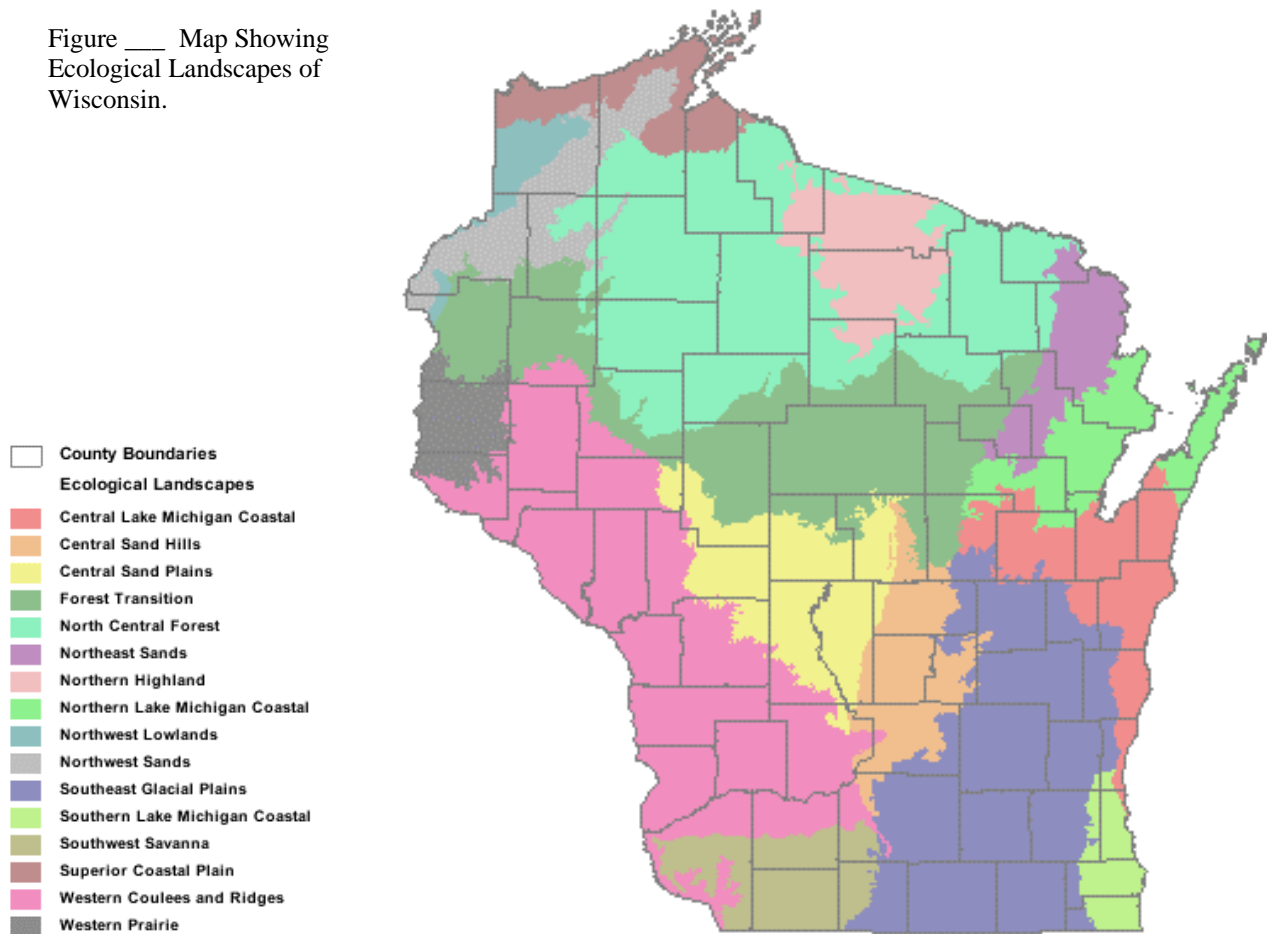 Figure ___ Map Showing
Ecological Landscapes of
Wisconsin.
County Boundaries
Ecological Landscapes
Central Lake Michigan Coastal
Central Sand Hills
Central Sand Plains
Forest Transition
North Central Forest
Northeast Sands
Northern Highland
Northern Lake Michigan Coastal
Northwest Lowlands
Northwest Sands
Southeast Glacial Plains
Southern Lake Michigan Coastal
Southwest Savanna
Superior Coastal Plain
Western Coulees and Ridges
Western Prairie